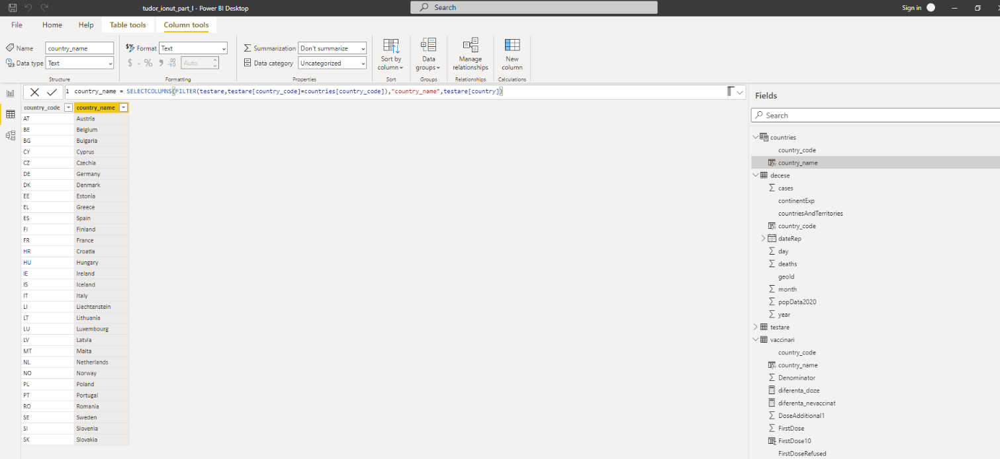 tudor_ionut_part_I - Power BI Desktop
Search
Sign in
File Home Help Table tools Column tools
Name country_name
Data type Text
Structure
Format Text
$ % Auto
Formatting
Summarization Don't summarize
Data category Uncategorized
Properties
Sort by
column
Sort
Data
groups
Groups
Manage
relationships
Relationships
New
column
Calculations
1 country_name = SELECTCOLUMNS(FILTER(testare,testare[country_code]=countries[country_code]),"country_name",testare[country])
country_code country_name
AT Austria
BE Belgium
BG Bulgaria
CY Cyprus
CZ Czechia
DE Germany
DK Denmark
EE Estonia
EL Greece
ES Spain
FI Finland
FR France
HR Croatia
HU Hungary
IE Ireland
IS Iceland
IT Italy
LI Liechtenstein
LT Lithuania
LU Luxembourg
LV Latvia
MT Malta
NL Netherlands
NO Norway
PL Poland
PT Portugal
RO Romania
SE Sweden
SI Slovenia
SK Slovakia
Fields
Search
countries
country_code
country_name
decese
cases
continentExp
countriesAndTerritories
country_code
dateRep
day
deaths
geoId
month
popData2020
year
testare
vaccinari
country_code
country_name
Denominator
diferenta_doze
diferenta_nevaccinat
DoseAdditional1
FirstDose
FirstDose10
FirstDoseRefused